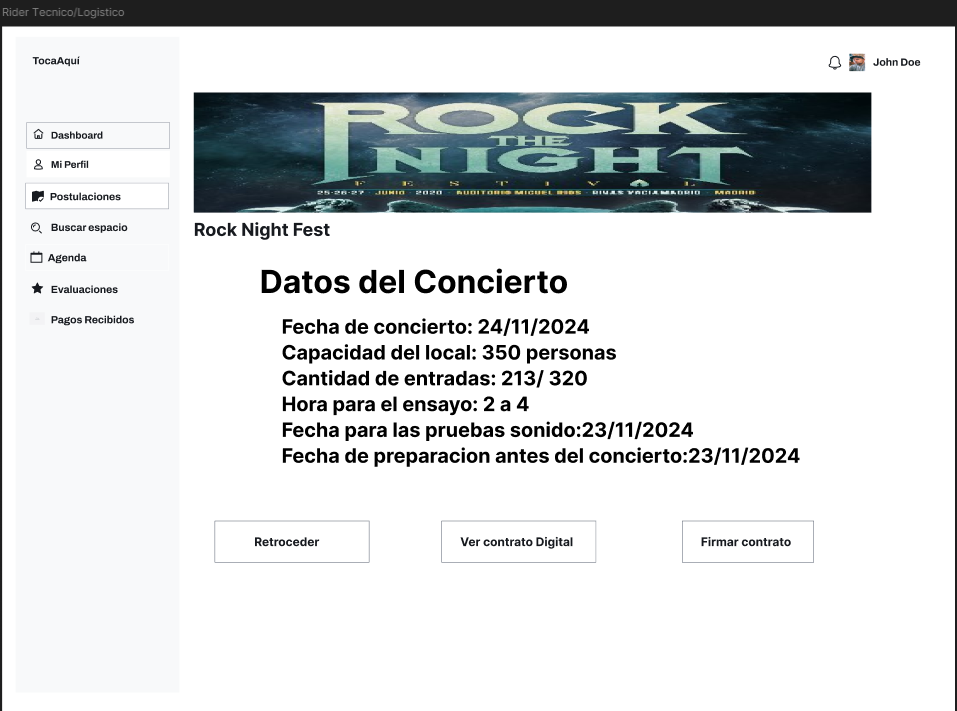 Rider Tecnico/Logistico
TocaAquí
John Doe
Dashboard
Mi Perfil
Postulaciones
Buscar espacio
Agenda
Evaluaciones
Pagos Recibidos
ROCK
THE
NIGHT
FESTIVAL
25-26-27 · JUNIO · 2020 · AUDITORIO MIGUEL RIOS · RIVAS VACIAMADRID · MADRID
Rock Night Fest
Datos del Concierto
Fecha de concierto: 24/11/2024
Capacidad del local: 350 personas
Cantidad de entradas: 213/ 320
Hora para el ensayo: 2 a 4
Fecha para las pruebas sonido:23/11/2024
Fecha de preparacion antes del concierto:23/11/2024
Retroceder
Ver contrato Digital
Firmar contrato